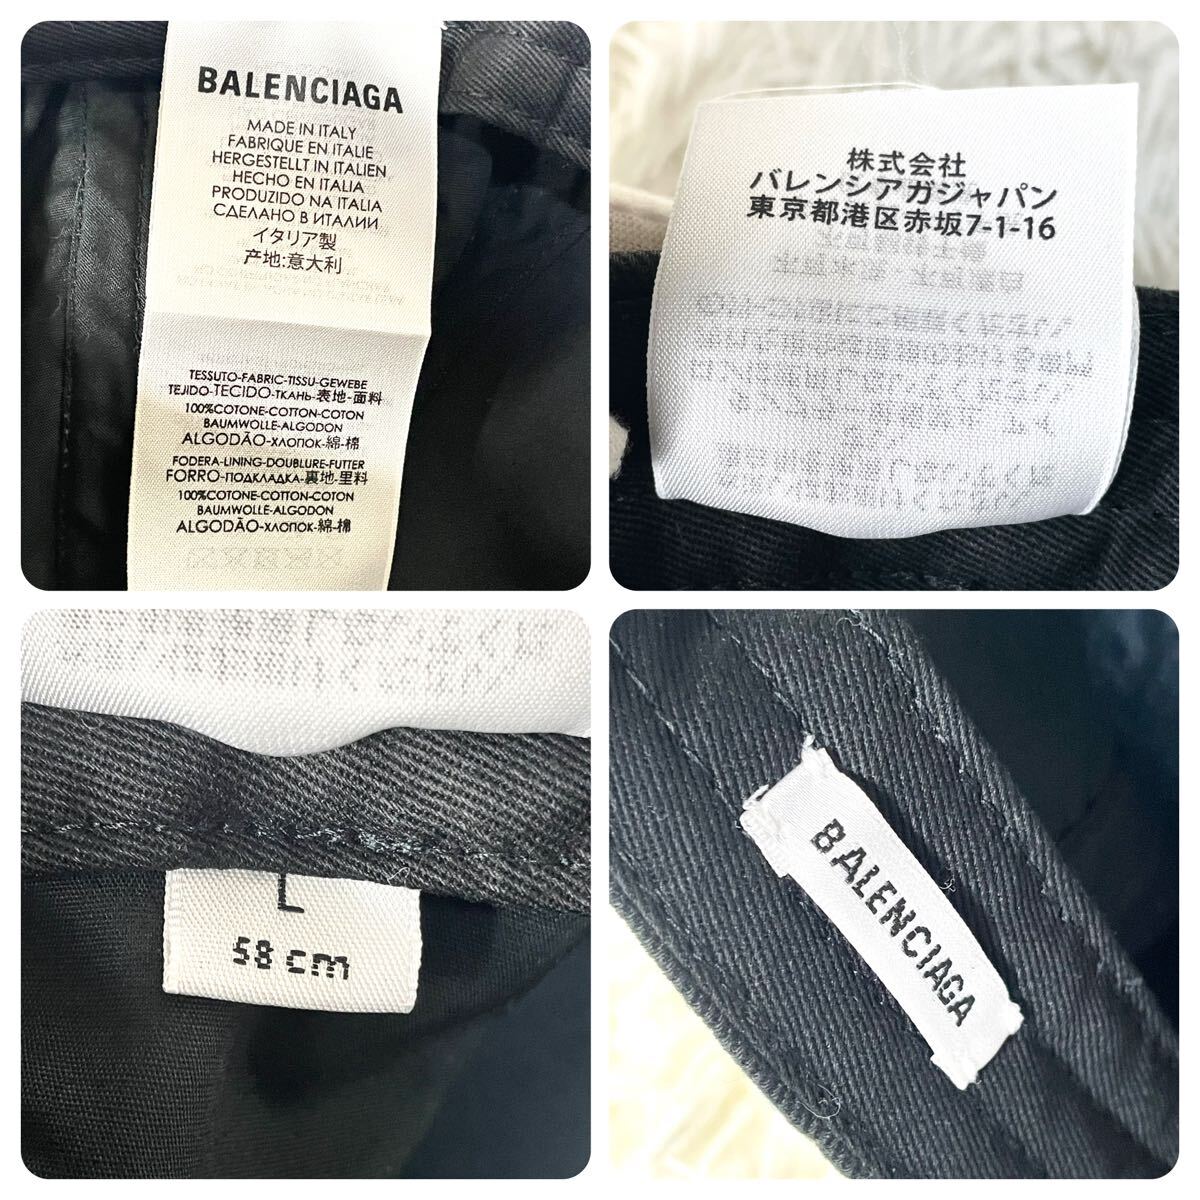 BALENCIAGA
MADE IN ITALY
FABRIQUE EN ITALIE
HERGESTELLT IN ITALIEN
HECHO EN ITALIA
PRODUZIDO NA ITALIA
СДЕЛАНО В ИТАЛИИ
イタリア製
产地:意大利
TESSUTO-FABRIC-TISSU-GEWEBE
TEJIDO-TECIDO-ТКАНЬ-表地-面料
100%COTONE-COTTON-COTON
BAUMWOLLE-ALGODON
ALGODÃO-ХЛОПОК-綿-棉
FODERA-LINING-DOUBLURE-FUTTER
FORRO-ПОДКЛАДКА-裏地-里料
100%COTONE-COTTON-COTON
BAUMWOLLE-ALGODON
ALGODÃO-ХЛОПОК-綿-棉
株式会社
バレンシアガジャパン
東京都港区赤坂7-1-16
L
58 cm
BALENCIAGA